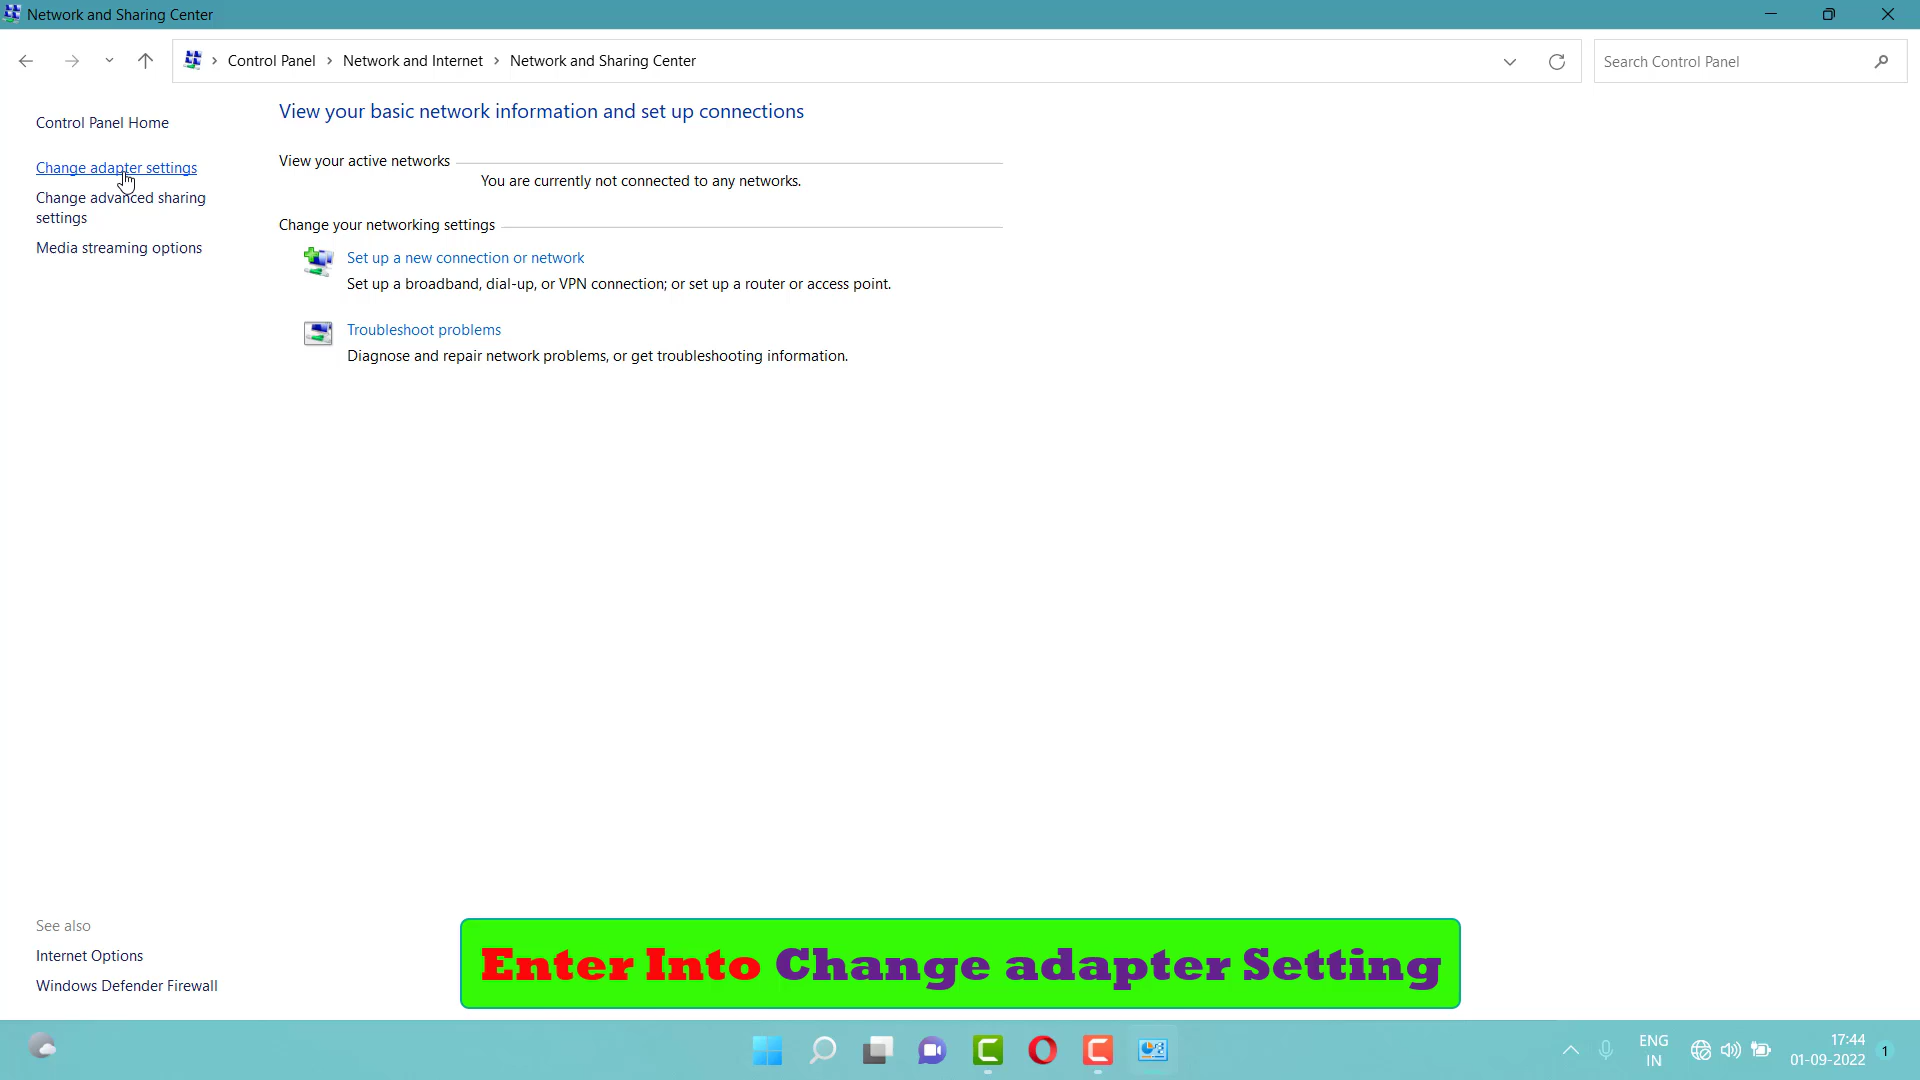 Network and Sharing Center
Control Panel > Network and Internet > Network and Sharing Center
Search Control Panel
Control Panel Home
Change adapter settings
Change advanced sharing
settings
Media streaming options
View your basic network information and set up connections
View your active networks
You are currently not connected to any networks.
Change your networking settings
Set up a new connection or network
Set up a broadband, dial-up, or VPN connection; or set up a router or access point.
Troubleshoot problems
Diagnose and repair network problems, or get troubleshooting information.
See also
Internet Options
Windows Defender Firewall
Enter Into Change adapter Setting
ENG
IN
17:44
01-09-2022
1